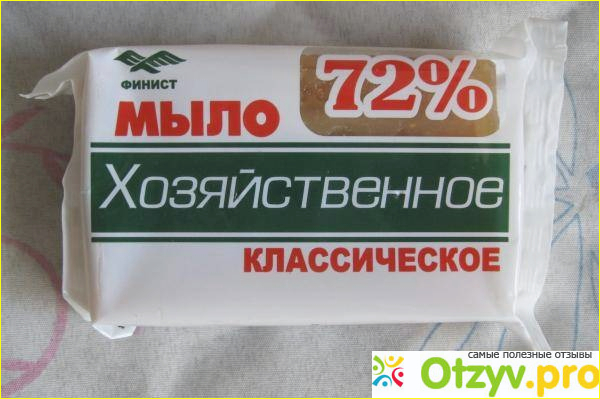 ФИНИСТ
72%
МЫЛО
Хозяйственное
КЛАССИЧЕСКОЕ
самые полезные отзывы
Otzyv.pro